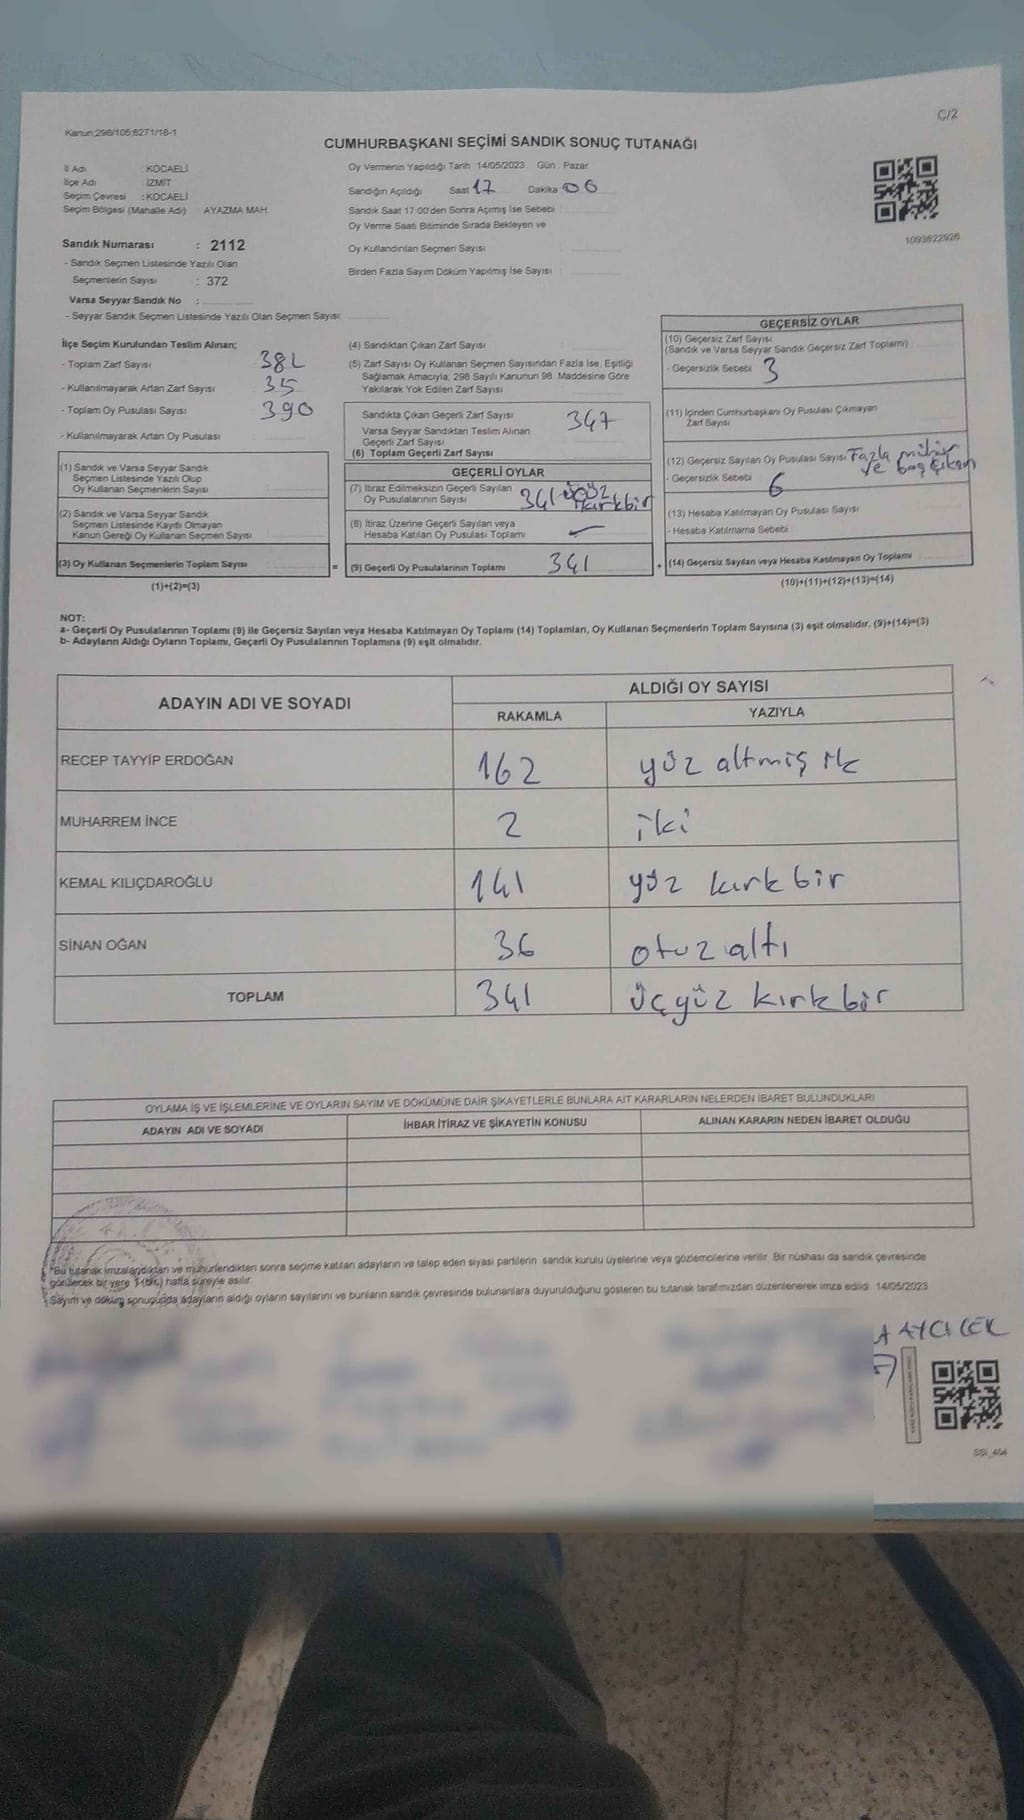 C/2
Kanun;298/105;6271/18-1
CUMHURBAŞKANI SEÇİMİ SANDIK SONUÇ TUTANAĞI
İl Adı : KOCAELİ
İlçe Adı : İZMİT
Seçim Çevresi : KOCAELİ
Seçim Bölgesi (Mahalle Adı) : AYAZMA MAH.
Oy Vermenin Yapıldığı Tarih 14/05/2023 Gün : Pazar
Sandığın Açıldığı Saat 17 Dakika 00
Sandık Saat 17:00'den Sonra Açılmış İse Sebebi
Oy Verme Saati Bitiminde Sırada Bekleyen ve
Oy Kullandırılan Seçmen Sayısı
Birden Fazla Sayım Döküm Yapılmış İse Sayısı
1093622926
Sandık Numarası : 2112
- Sandık Seçmen Listesinde Yazılı Olan
Seçmenlerin Sayısı : 372
Varsa Seyyar Sandık No :
- Seyyar Sandık Seçmen Listesinde Yazılı Olan Seçmen Sayısı
İlçe Seçim Kurulundan Teslim Alınan;
- Toplam Zarf Sayısı 382
- Kullanılmayarak Artan Zarf Sayısı 35
- Toplam Oy Pusulası Sayısı 390
- Kullanılmayarak Artan Oy Pusulası
(1) Sandık ve Varsa Seyyar Sandık
Seçmen Listesinde Yazılı Olup
Oy Kullanan Seçmenlerin Sayısı
(2) Sandık ve Varsa Seyyar Sandık
Seçmen Listesinde Kayıtlı Olmayan
Kanun Gereği Oy Kullanan Seçmen Sayısı
(3) Oy Kullanan Seçmenlerin Toplam Sayısı
(1)+(2)=(3)
(4) Sandıktan Çıkan Zarf Sayısı
(5) Zarf Sayısı Oy Kullanan Seçmen Sayısından Fazla İse, Eşitliği
Sağlamak Amacıyla; 298 Sayılı Kanunun 98. Maddesine Göre
Yakılarak Yok Edilen Zarf Sayısı
Sandıkta Çıkan Geçerli Zarf Sayısı 347
Varsa Seyyar Sandıktan Teslim Alınan
Geçerli Zarf Sayısı
(6) Toplam Geçerli Zarf Sayısı
GEÇERLİ OYLAR
(7) İtiraz Edilmeksizin Geçerli Sayılan
Oy Pusulalarının Sayısı 341 üçyüz kırkbir
(8) İtiraz Üzerine Geçerli Sayılan veya
Hesaba Katılan Oy Pusulası Toplamı
=
(9) Geçerli Oy Pusulalarının Toplamı 341
+
GEÇERSİZ OYLAR
(10) Geçersiz Zarf Sayısı
(Sandık ve Varsa Seyyar Sandık Geçersiz Zarf Toplamı)
- Geçersizlik Sebebi 3
(11) İçinden Cumhurbaşkanı Oy Pusulası Çıkmayan
Zarf Sayısı
(12) Geçersiz Sayılan Oy Pusulası Sayısı Fazla mühür
ve boş çıkan
- Geçersizlik Sebebi 6
(13) Hesaba Katılmayan Oy Pusulası Sayısı
- Hesaba Katılmama Sebebi
(14) Geçersiz Sayılan veya Hesaba Katılmayan Oy Toplamı
(10)+(11)+(12)+(13)=(14)
NOT:
a- Geçerli Oy Pusulalarının Toplamı (9) ile Geçersiz Sayılan veya Hesaba Katılmayan Oy Toplamı (14) Toplamları, Oy Kullanan Seçmenlerin Toplam Sayısına (3) eşit olmalıdır. (9)+(14)=(3)
b- Adayların Aldığı Oyların Toplamı, Geçerli Oy Pusulalarının Toplamına (9) eşit olmalıdır.
ADAYIN ADI VE SOYADI
ALDIĞI OY SAYISI
RAKAMLA YAZIYLA
RECEP TAYYİP ERDOĞAN 162 yüz altmış ik
MUHARREM İNCE 2 iki
KEMAL KILIÇDAROĞLU 141 yüz kırk bir
SİNAN OĞAN 36 otuz altı
TOPLAM 341 üçyüz kırk bir
OYLAMA İŞ VE İŞLEMLERİNE VE OYLARIN SAYIM VE DÖKÜMÜNE DAİR ŞİKAYETLERLE BUNLARA AİT KARARLARIN NELERDEN İBARET BULUNDUKLARI
ADAYIN ADI VE SOYADI İHBAR İTİRAZ VE ŞİKAYETİN KONUSU ALINAN KARARIN NEDEN İBARET OLDUĞU
*Bu tutanak imzalandıktan ve mühürlendikten sonra seçime katılan adayların ve talep eden siyasi partilerin sandık kurulu üyelerine veya gözlemcilerine verilir. Bir nüshası da sandık çevresinde
görülecek bir yere 1 (bir) hafta süreyle asılır.
Sayım ve döküm sonucunda adayların aldığı oyların sayılarını ve bunların sandık çevresinde bulunanlara duyurulduğunu gösteren bu tutanak tarafımızdan düzenlenerek imza edildi. 14/05/2023
A AYÇİÇEK
SSI_404